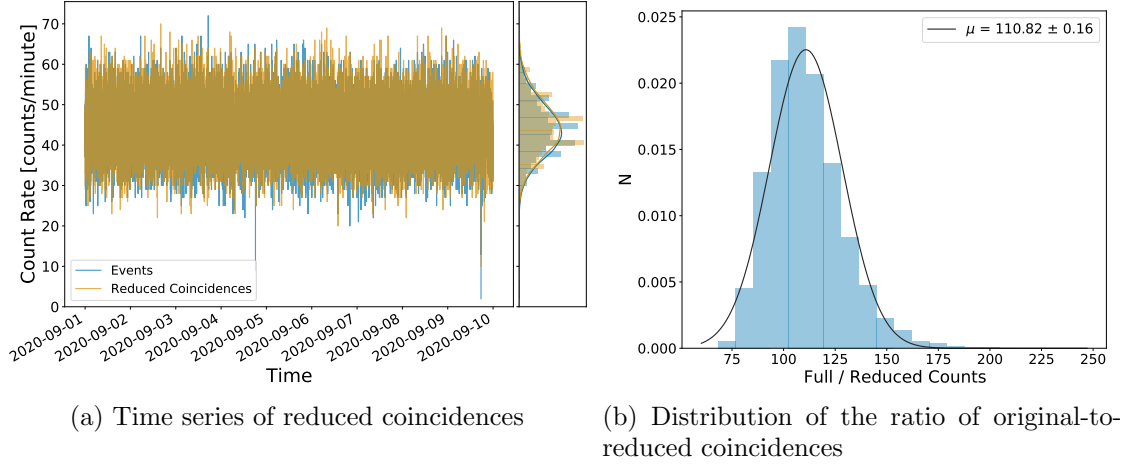 Count Rate [counts/minute]
70
60
50
40
30
20
10
0
Events
Reduced Coincidences
2020-09-01
2020-09-02
2020-09-03
2020-09-04
2020-09-05
2020-09-06
2020-09-07
2020-09-08
2020-09-09
2020-09-10
Time
(a) Time series of reduced coincidences
N
0.025
0.020
0.015
0.010
0.005
0.000
μ = 110.82 ± 0.16
75 100 125 150 175 200 225 250
Full / Reduced Counts
(b) Distribution of the ratio of original-to-
reduced coincidences